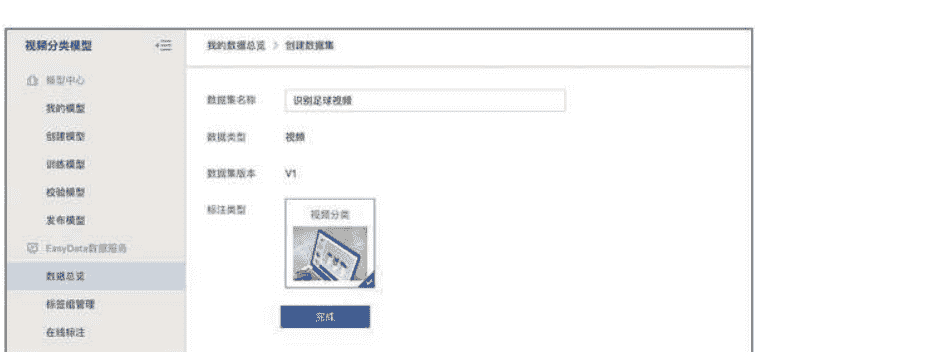 视频分类模型
我的数据总览 > 创建数据集
模型中心
我的模型
创建模型
训练模型
校验模型
发布模型
EasyData数据服务
数据总览
标签组管理
在线标注
数据集名称 识别足球视频
数据类型 视频
数据集版本 V1
标注类型
视频分类
完成